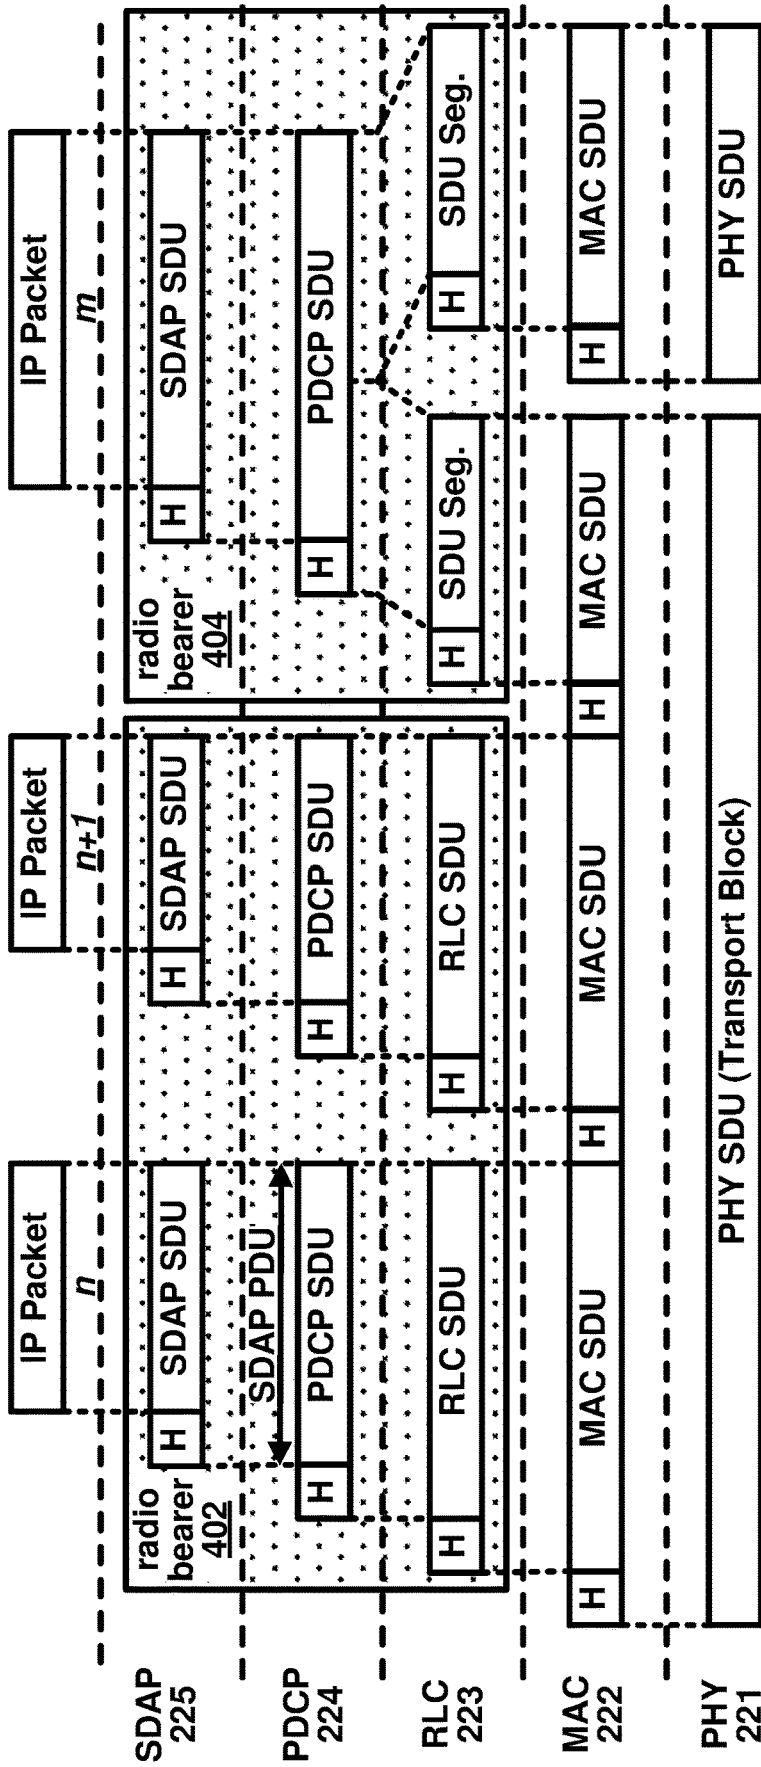 IP Packet
n
IP Packet
n+1
IP Packet
m
SDAP
225
radio
bearer
402
H
SDAP SDU
H
SDAP SDU
radio
bearer
404
H
SDAP SDU
SDAP PDU
PDCP
224
H
PDCP SDU
H
PDCP SDU
H
PDCP SDU
RLC
223
H
RLC SDU
H
RLC SDU
H
SDU Seg.
H
SDU Seg.
MAC
222
H
MAC SDU
H
MAC SDU
H
MAC SDU
H
MAC SDU
PHY
221
PHY SDU (Transport Block)
PHY SDU